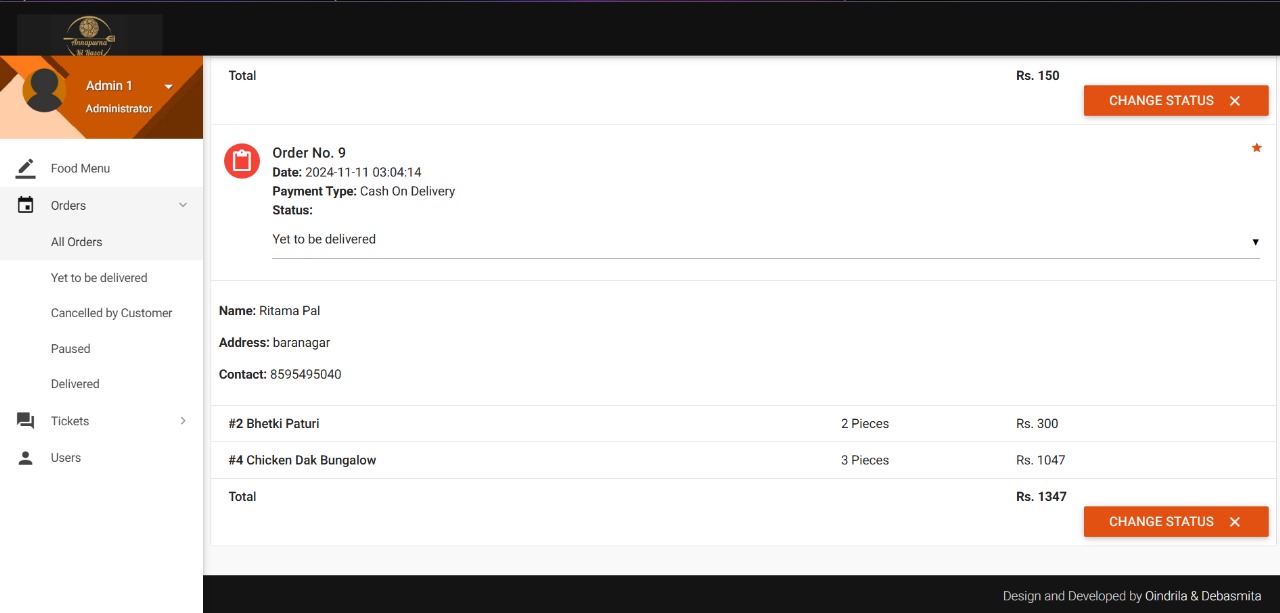 Annapurna
Ki Rasoi
Admin 1
Administrator
Food Menu
Orders
All Orders
Yet to be delivered
Cancelled by Customer
Paused
Delivered
Tickets
Users
Total Rs. 150
CHANGE STATUS
Order No. 9
Date: 2024-11-11 03:04:14
Payment Type: Cash On Delivery
Status:
Yet to be delivered
Name: Ritama Pal
Address: baranagar
Contact: 8595495040
#2 Bhetki Paturi 2 Pieces Rs. 300
#4 Chicken Dak Bungalow 3 Pieces Rs. 1047
Total Rs. 1347
CHANGE STATUS
Design and Developed by Oindrila & Debasmita